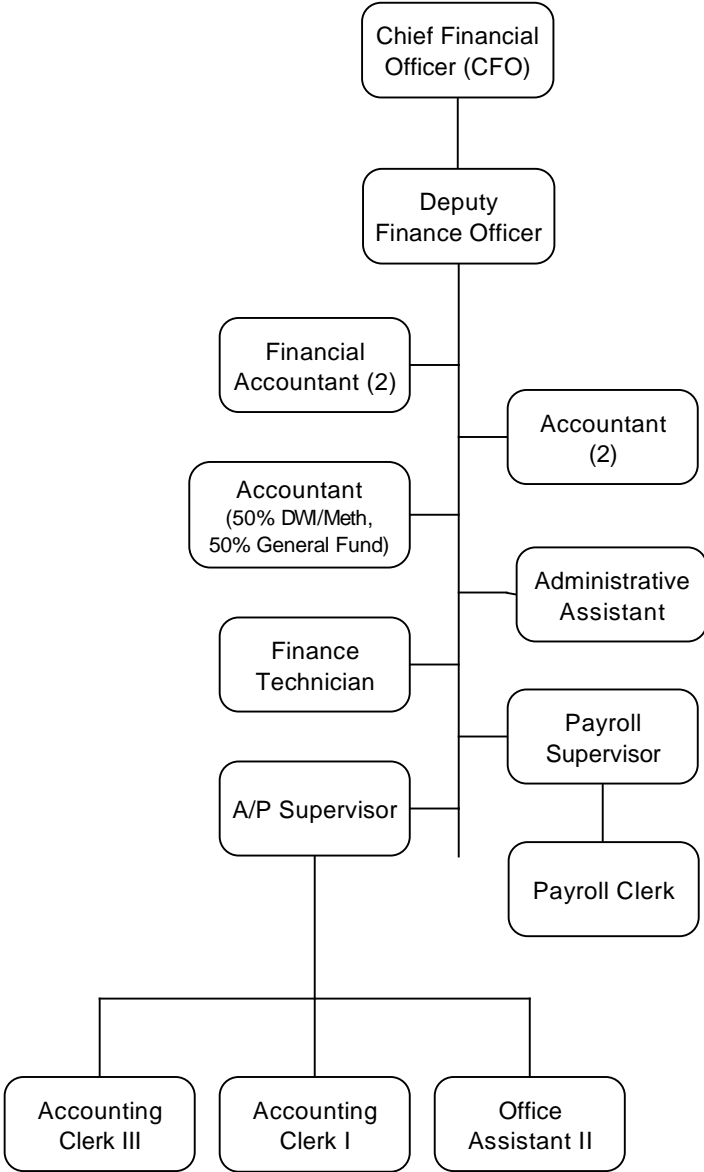 Chief Financial
Officer (CFO)
Deputy
Finance Officer
Financial
Accountant (2)
Accountant
(2)
Accountant
(50% DWI/Meth,
50% General Fund)
Administrative
Assistant
Finance
Technician
Payroll
Supervisor
A/P Supervisor
Payroll Clerk
Accounting
Clerk III
Accounting
Clerk I
Office
Assistant II